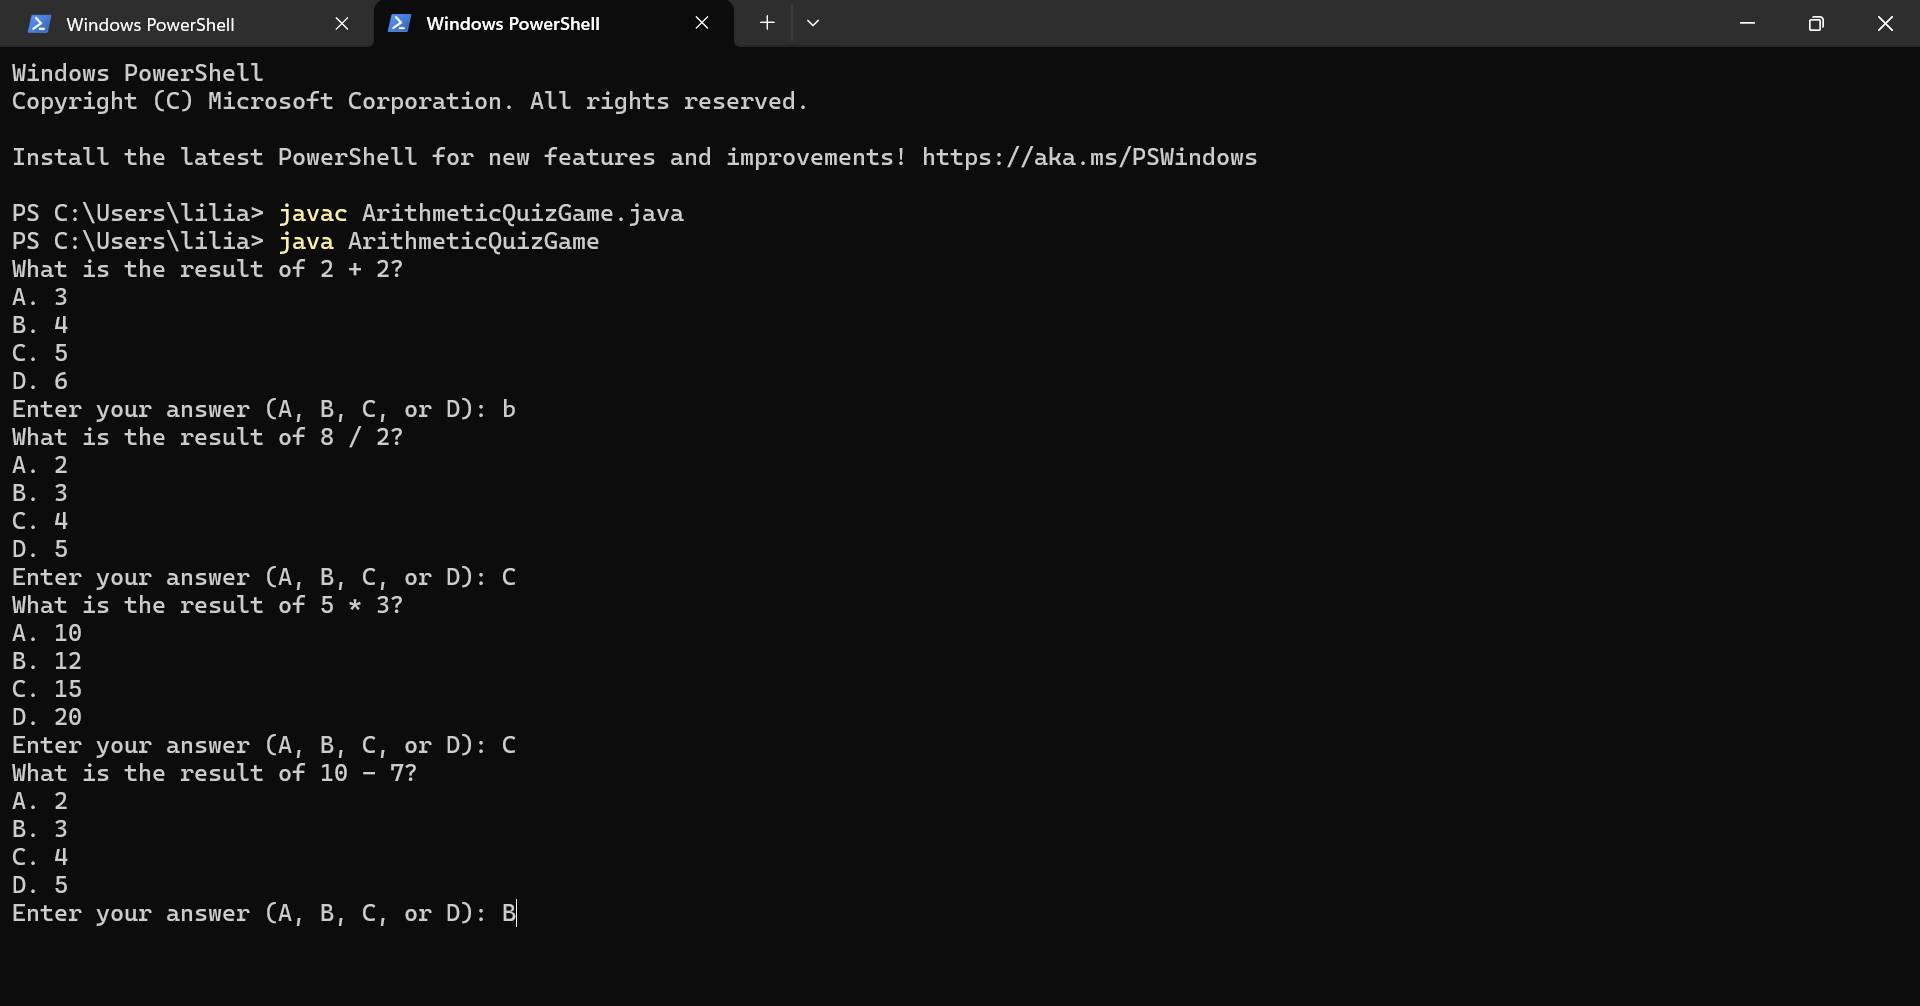 Windows PowerShell
Windows PowerShell
Windows PowerShell
Copyright (C) Microsoft Corporation. All rights reserved.
Install the latest PowerShell for new features and improvements! https://aka.ms/PSWindows
PS C:\Users\lilia> javac ArithmeticQuizGame.java
PS C:\Users\lilia> java ArithmeticQuizGame
What is the result of 2 + 2?
A. 3
B. 4
C. 5
D. 6
Enter your answer (A, B, C, or D): b
What is the result of 8 / 2?
A. 2
B. 3
C. 4
D. 5
Enter your answer (A, B, C, or D): C
What is the result of 5 * 3?
A. 10
B. 12
C. 15
D. 20
Enter your answer (A, B, C, or D): C
What is the result of 10 - 7?
A. 2
B. 3
C. 4
D. 5
Enter your answer (A, B, C, or D): B